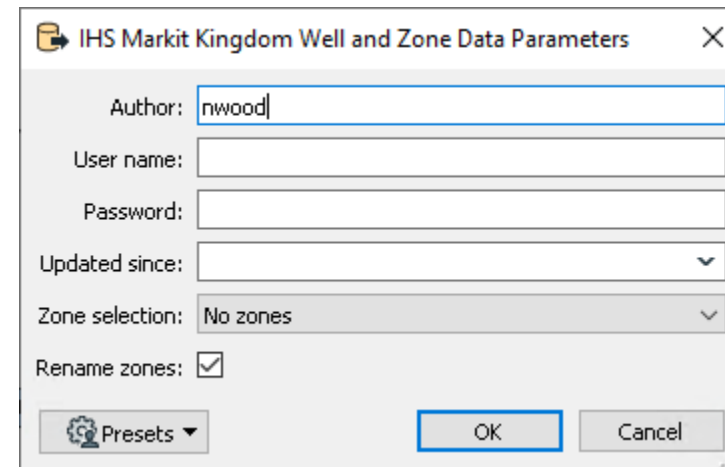 IHS Markit Kingdom Well and Zone Data Parameters
Author: nwood
User name:
Password:
Updated since:
Zone selection: No zones
Rename zones:
Presets OK Cancel